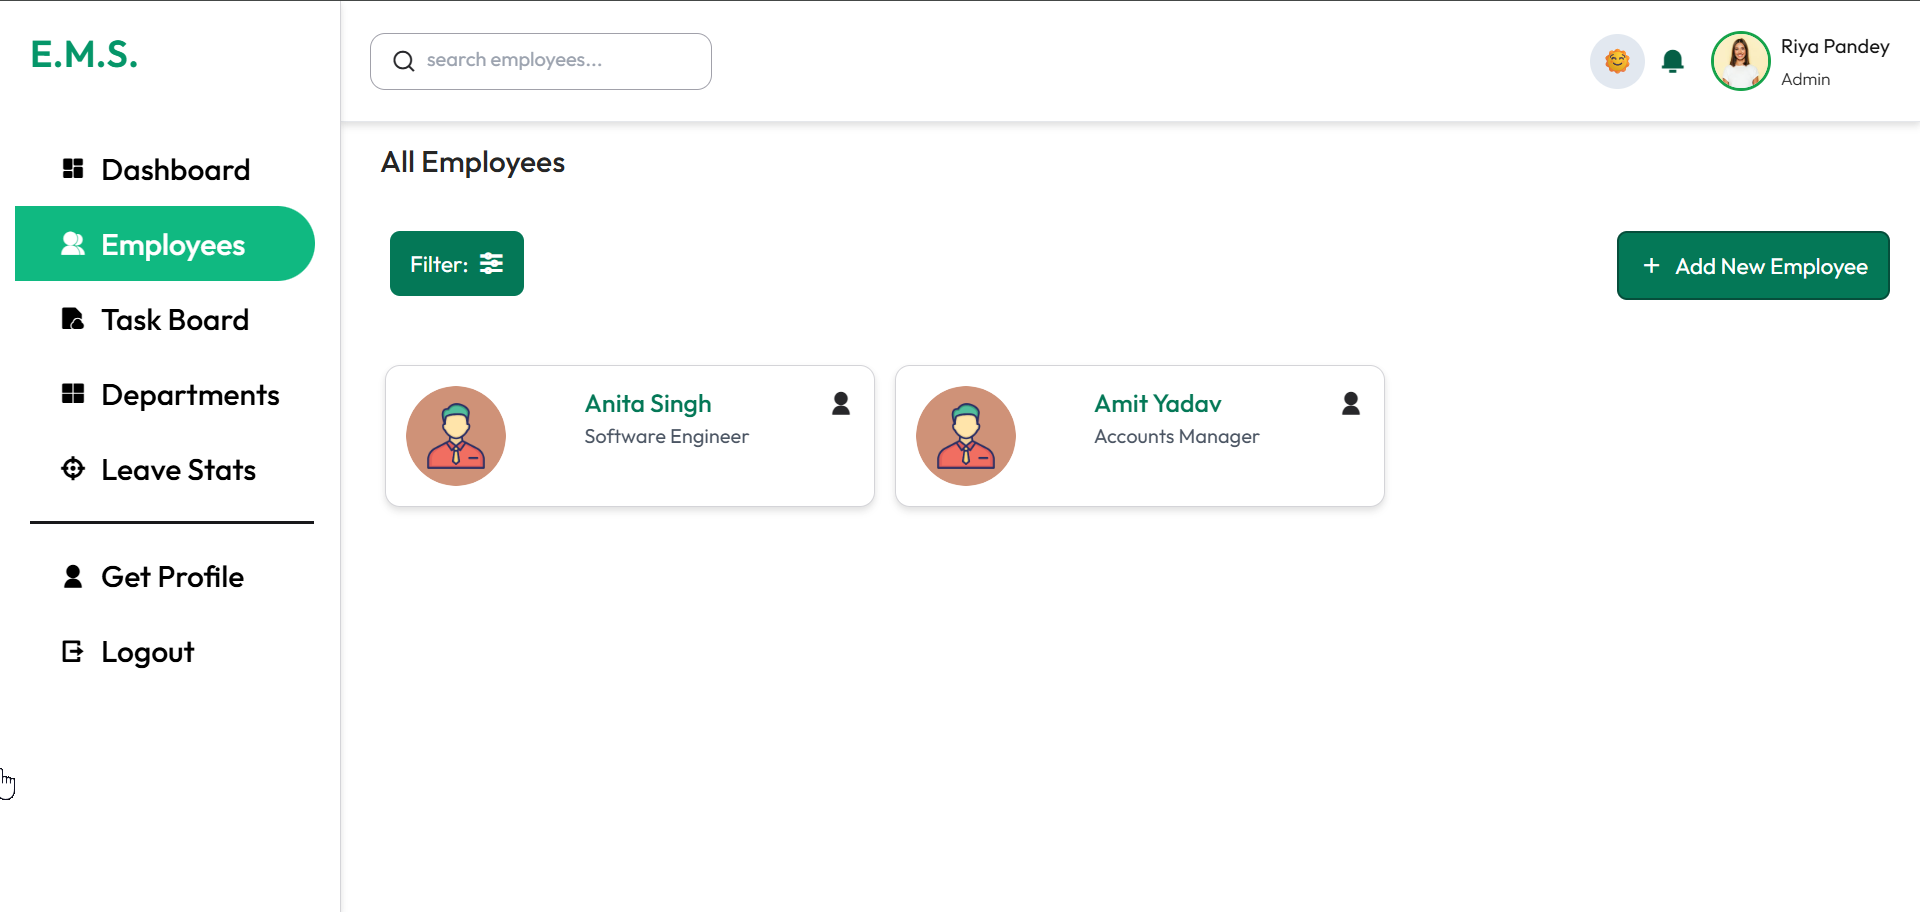 E.M.S.
search employees...
Riya Pandey
Admin
Dashboard
Employees
Task Board
Departments
Leave Stats
Get Profile
Logout
All Employees
Filter:
+ Add New Employee
Anita Singh
Software Engineer
Amit Yadav
Accounts Manager